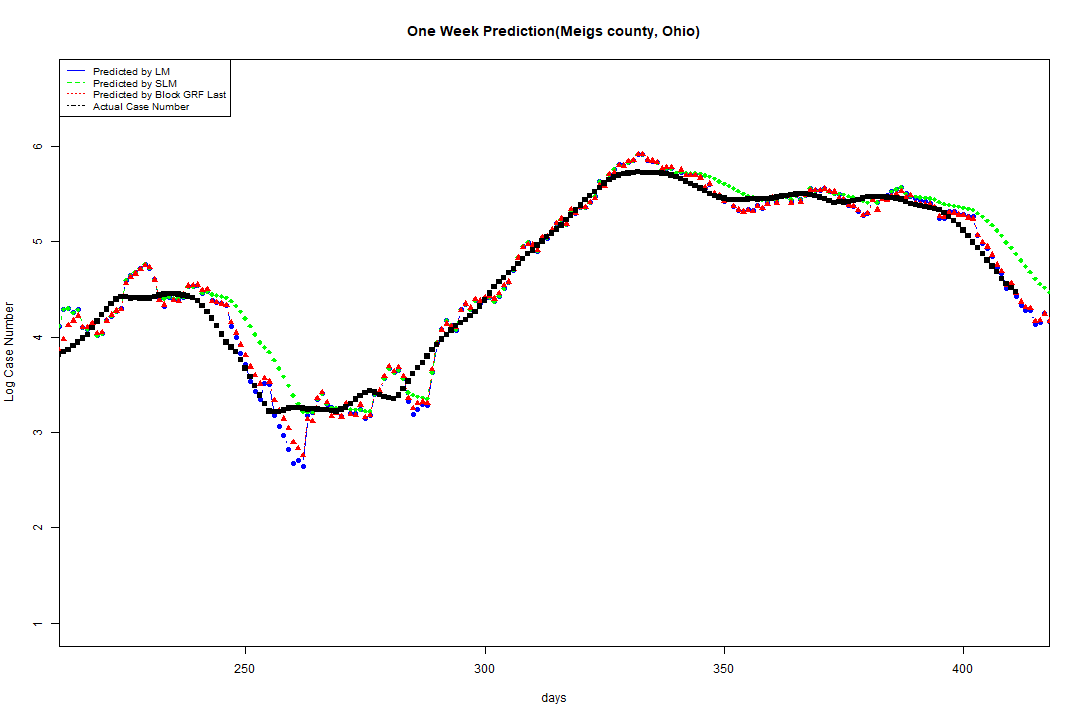 One Week Prediction(Meigs county, Ohio)
Predicted by LM
Predicted by SLM
Predicted by Block GRF Last
Actual Case Number
6
5
4
3
2
1
Log Case Number
250 300 350 400
days